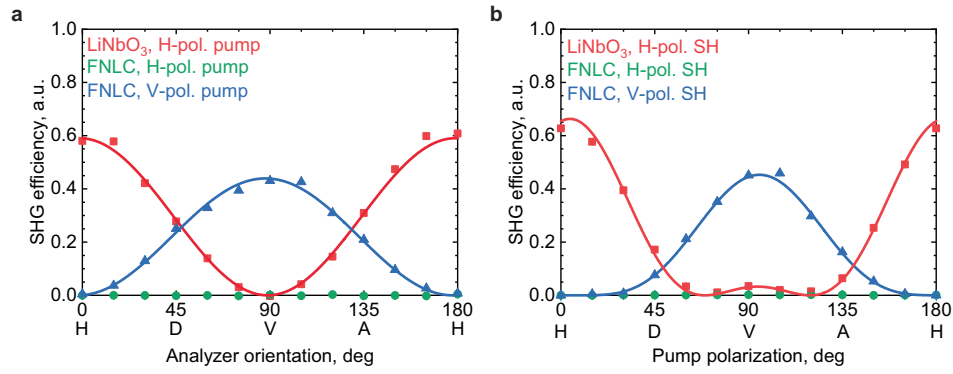 a
1.0
0.8
0.6
0.4
0.2
0.0
SHG efficiency, a.u.
LiNbO₃, H-pol. pump
FNLC, H-pol. pump
FNLC, V-pol. pump
0 45 90 135 180
H D V A H
Analyzer orientation, deg
b
1.0
0.8
0.6
0.4
0.2
0.0
SHG efficiency, a.u.
LiNbO₃, H-pol. SH
FNLC, H-pol. SH
FNLC, V-pol. SH
0 45 90 135 180
H D V A H
Pump polarization, deg